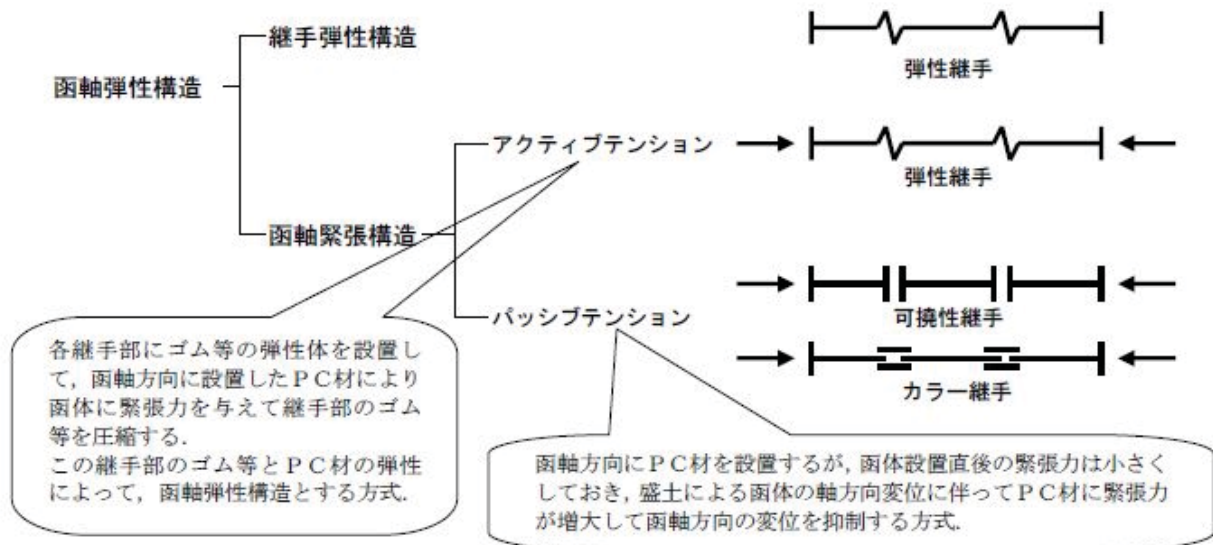 継手弾性構造
弾性継手
函軸弾性構造
アクティブテンション
弾性継手
函軸緊張構造
パッシブテンション
可撓性継手
カラー継手
各継手部にゴム等の弾性体を設置し
て，函軸方向に設置したＰＣ材により
函体に緊張力を与えて継手部のゴム
等を圧縮する．
この継手部のゴム等とＰＣ材の弾性
によって，函軸弾性構造とする方式．
函軸方向にＰＣ材を設置するが，函体設置直後の緊張力は小さく
しておき，盛土による函体の軸方向変位に伴ってＰＣ材に緊張力
が増大して函軸方向の変位を抑制する方式．